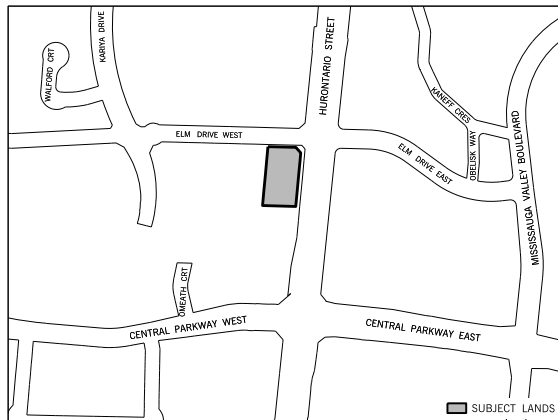 KARIYA DRIVE
WALFORD CRT
HURONTARIO STREET
KANEFF CRES
ELM DRIVE WEST
ELM DRIVE EAST
OBELISK WAY
MISSISSAUGA VALLEY BOULEVARD
OMEATH CRT
CENTRAL PARKWAY WEST
CENTRAL PARKWAY EAST
SUBJECT LANDS